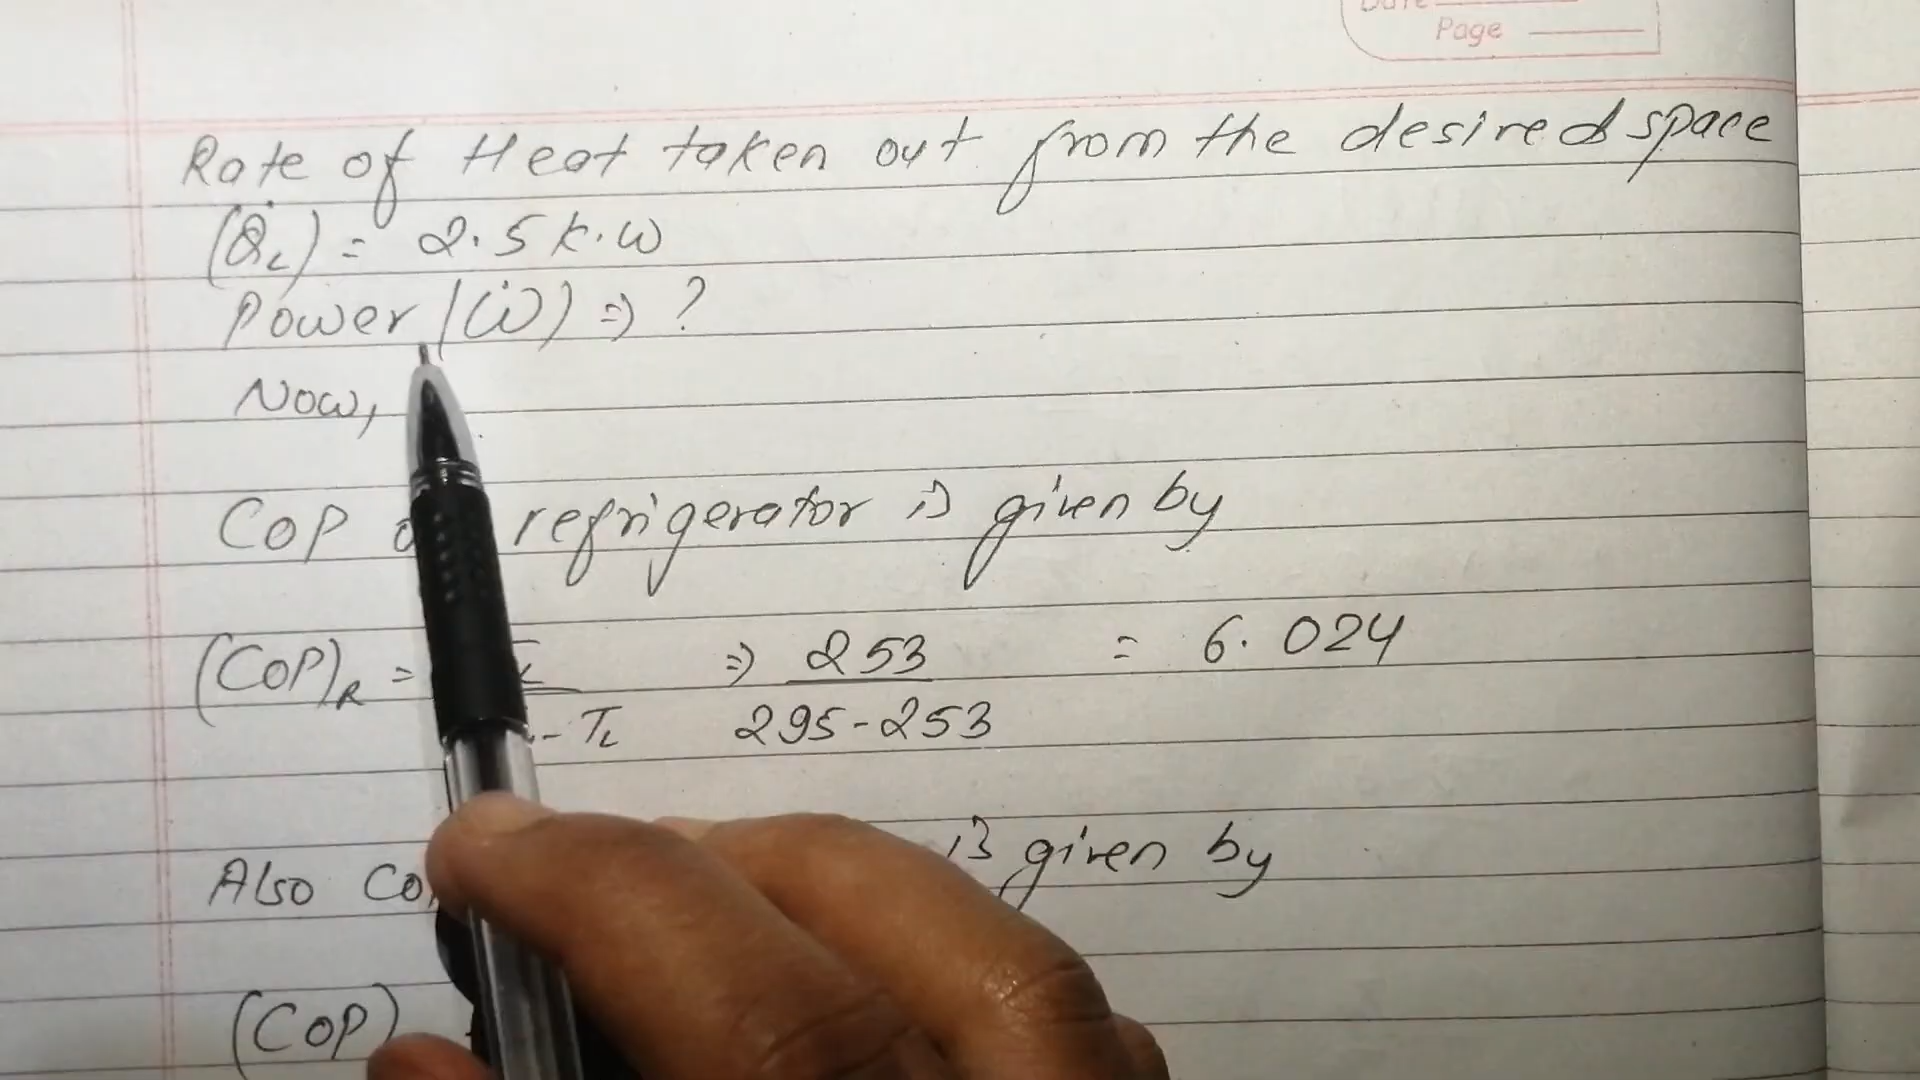 Date
Page
Rate of Heat taken out from the desired space
(Q̇L) = 2.5 k.w
Power (Ẇ) => ?
Now,
COP refrigerator is given by
(COP)R = => 253 / 295-253 = 6.024
- TL
Also is given by
(COP)